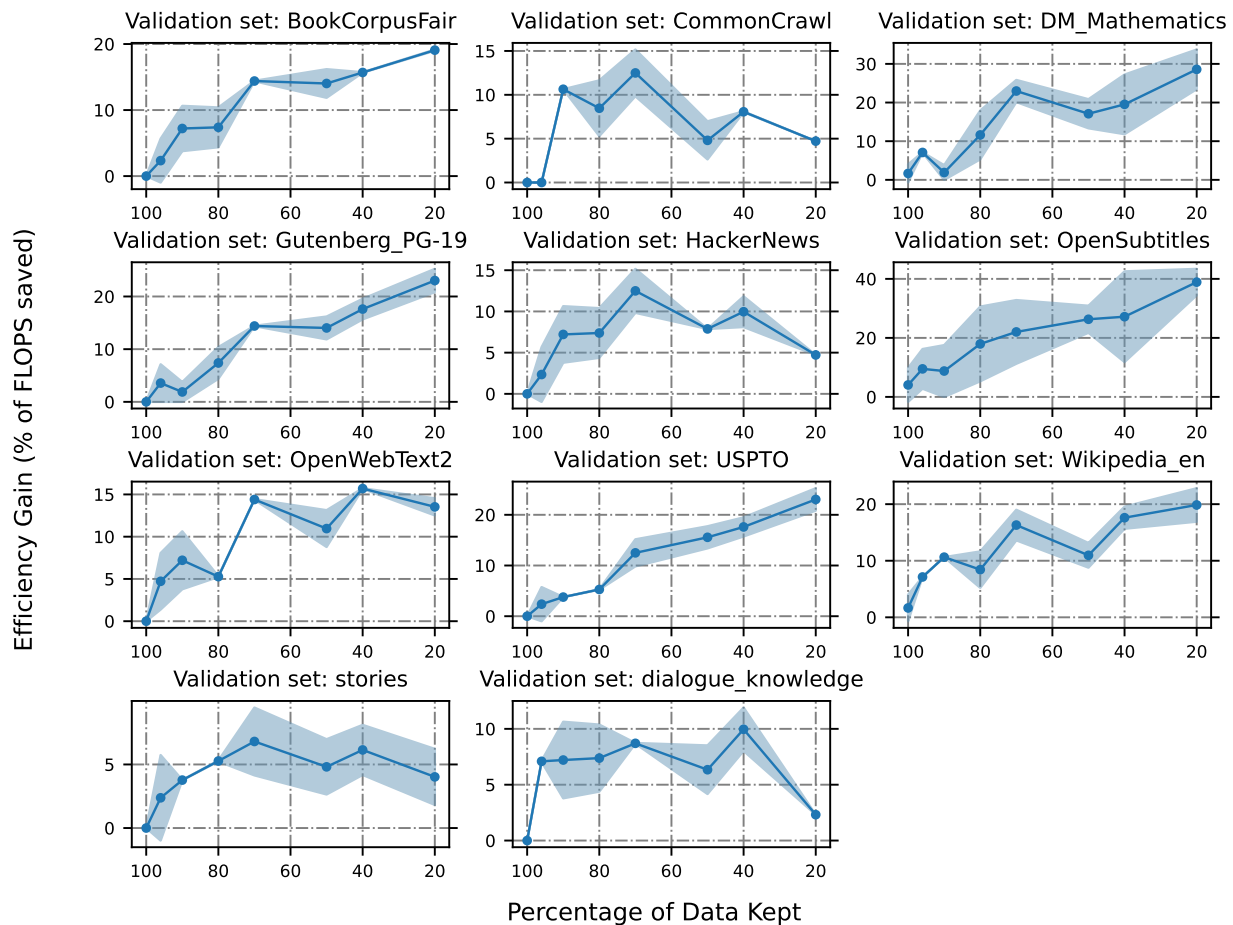 Validation set: BookCorpusFair
20
10
0
100 80 60 40 20
Validation set: CommonCrawl
15
10
5
0
100 80 60 40 20
Validation set: DM_Mathematics
30
20
10
0
100 80 60 40 20
Validation set: Gutenberg_PG-19
20
10
0
100 80 60 40 20
Validation set: HackerNews
15
10
5
0
100 80 60 40 20
Validation set: OpenSubtitles
40
20
0
100 80 60 40 20
Validation set: OpenWebText2
15
10
5
0
100 80 60 40 20
Validation set: USPTO
20
10
0
100 80 60 40 20
Validation set: Wikipedia_en
20
10
0
100 80 60 40 20
Validation set: stories
5
0
100 80 60 40 20
Validation set: dialogue_knowledge
10
5
0
100 80 60 40 20
Efficiency Gain (% of FLOPS saved)
Percentage of Data Kept